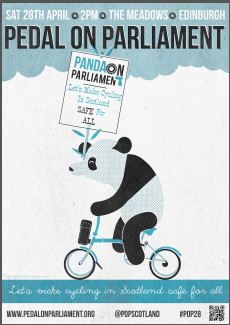 SAT 28TH APRIL • 2PM • THE MEADOWS • EDINBURGH
PEDAL ON PARLIAMENT
PANDA ON
PARLIAMENT
Let's Make Cycling
In Scotland
SAFE For
ALL
Let's make cycling in Scotland safe for all
WWW.PEDALONPARLIAMENT.ORG @POPSCOTLAND #POP28